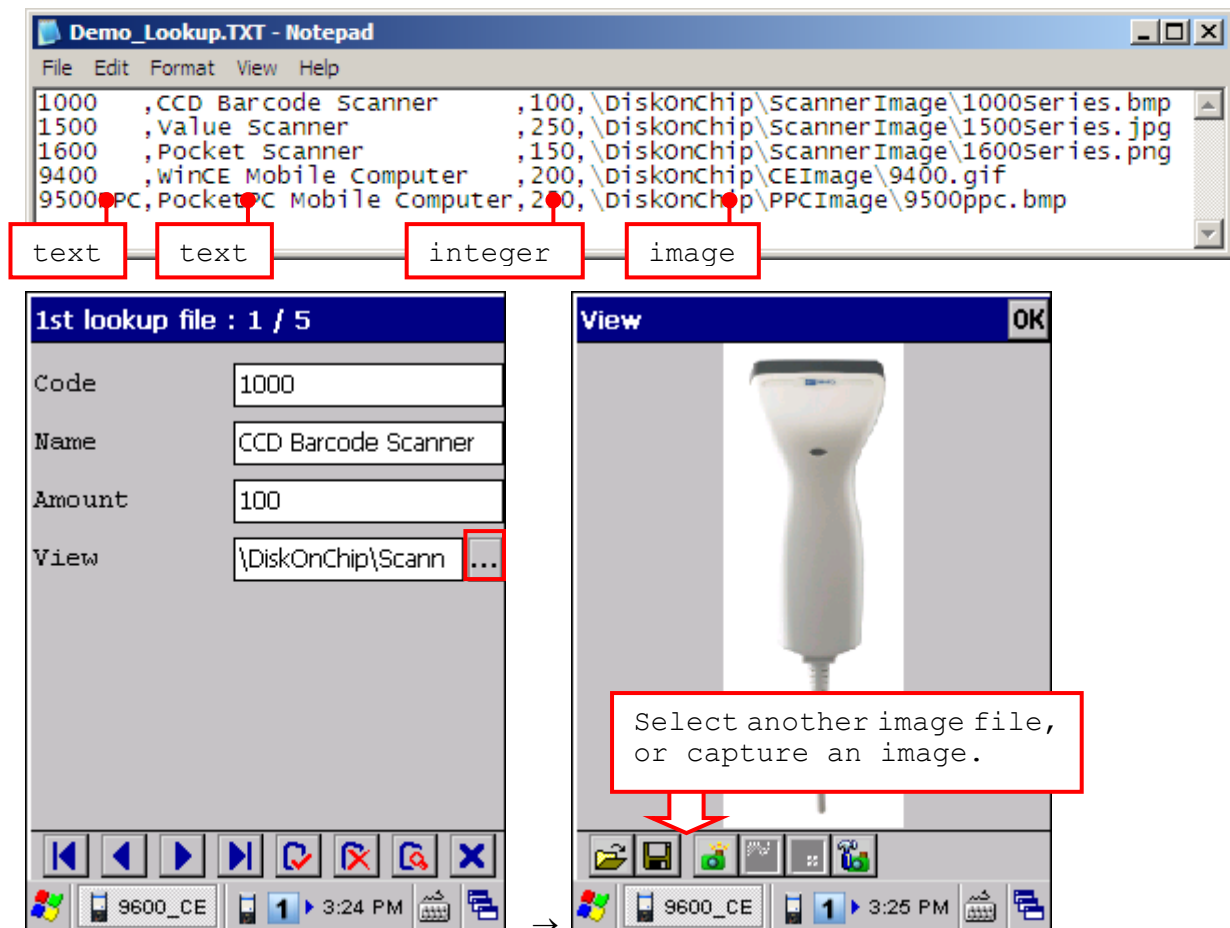 Demo_Lookup.TXT - Notepad
File Edit Format View Help
1000 ,CCD Barcode Scanner ,100,\DiskOnChip\ScannerImage\1000Series.bmp
1500 ,Value Scanner ,250,\DiskOnChip\ScannerImage\1500Series.jpg
1600 ,Pocket Scanner ,150,\DiskOnChip\ScannerImage\1600Series.png
9400 ,WinCE Mobile Computer ,200,\DiskOnChip\CEImage\9400.gif
9500PPC,PocketPC Mobile Computer,250,\DiskOnChip\PPCImage\9500ppc.bmp
text text integer image
1st lookup file : 1 / 5
Code 1000
Name CCD Barcode Scanner
Amount 100
View \DiskOnChip\Scann ...
9600_CE 1 3:24 PM
→
View OK
Select another image file,
or capture an image.
9600_CE 1 3:25 PM